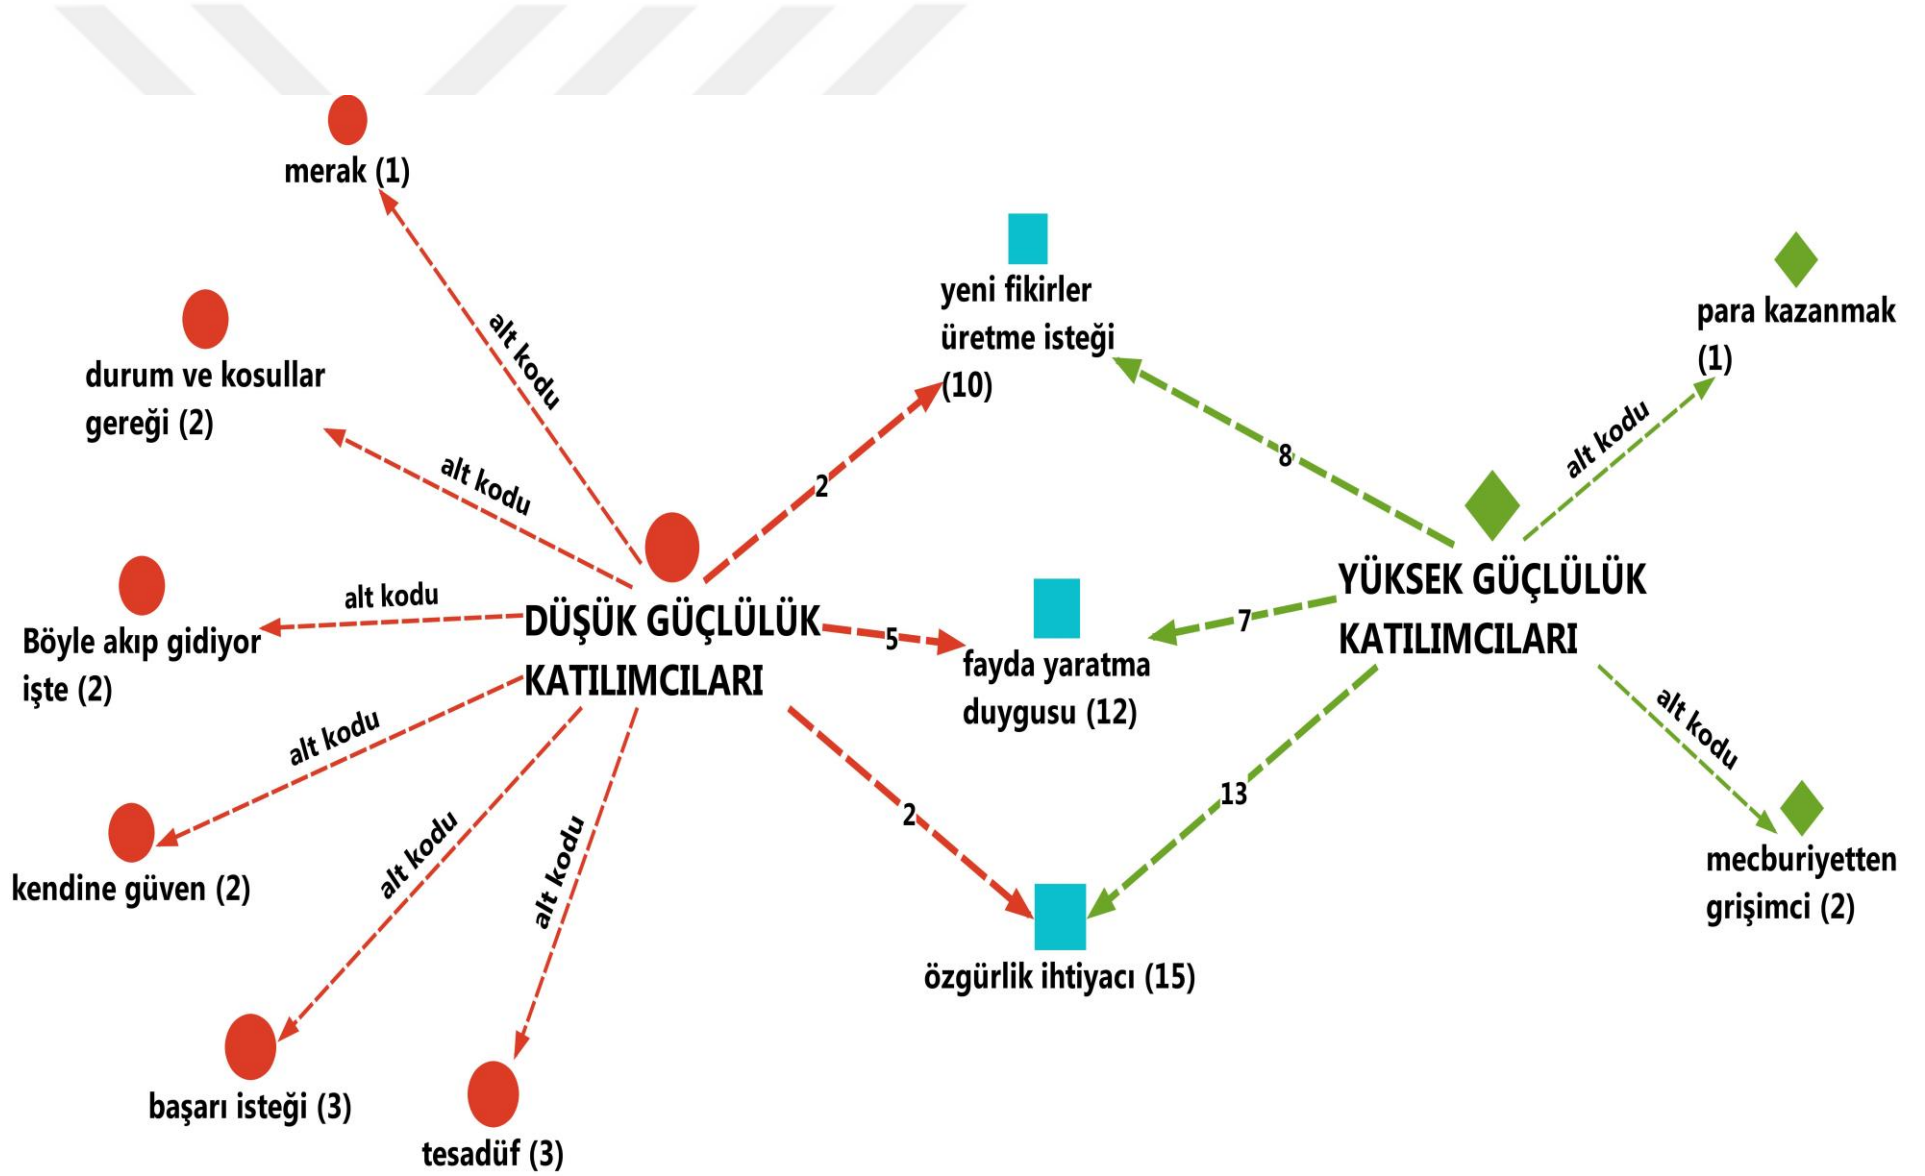 merak (1)
alt kodu
yeni fikirler
üretme isteği
(10)
para kazanmak
(1)
alt kodu
durum ve kosullar
gereği (2)
alt kodu
2
8
Böyle akıp gidiyor
işte (2)
alt kodu
DÜŞÜK GÜÇLÜLÜK
KATILIMCILARI
5
fayda yaratma
duygusu (12)
7
YÜKSEK GÜÇLÜLÜK
KATILIMCILARI
alt kodu
kendine güven (2)
alt kodu
alt kodu
2
13
alt kodu
mecburiyetten
grişimci (2)
özgürlik ihtiyacı (15)
başarı isteği (3)
tesadüf (3)